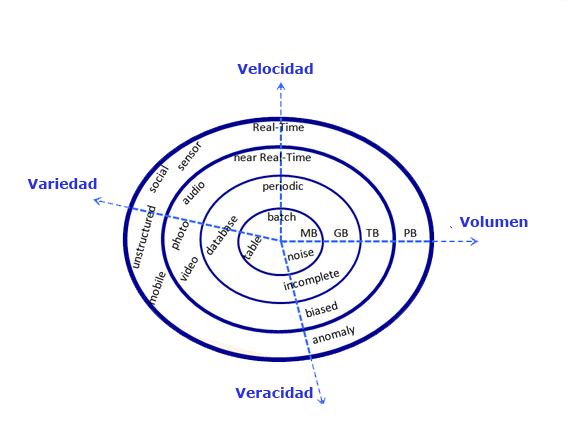 Velocidad
Real-Time
near Real-Time
periodic
batch
Variedad
unstructured
social
sensor
mobile
photo
audio
video
database
table
Volumen
MB
GB
TB
PB
noise
incomplete
biased
anomaly
Veracidad